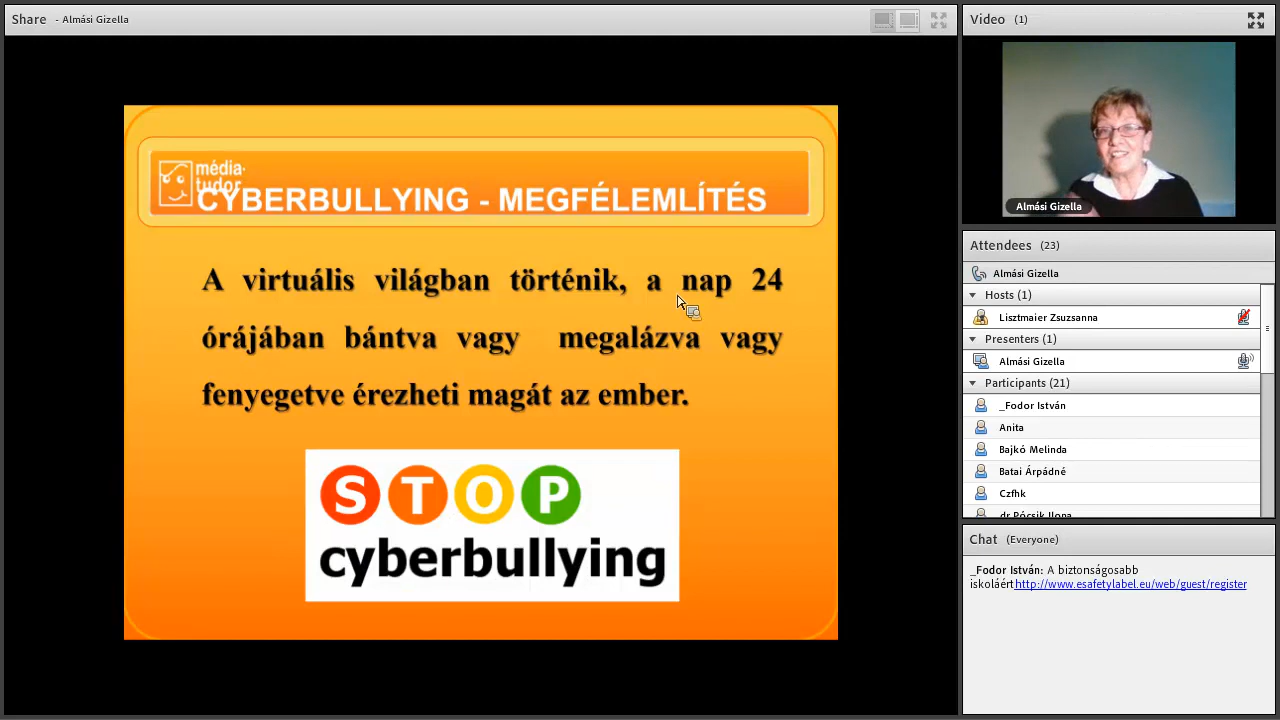 Share - Almási Gizella
média-
tudor
CYBERBULLYING - MEGFÉLEMLÍTÉS
A virtuális világban történik, a nap 24
órájában bántva vagy megalázva vagy
fenyegetve érezheti magát az ember.
STOP
cyberbullying
Video (1)
Almási Gizella
Attendees (23)
Almási Gizella
Hosts (1)
Lisztmaier Zsuzsanna
Presenters (1)
Almási Gizella
Participants (21)
_Fodor István
Anita
Bajkó Melinda
Batai Árpádné
Czfhk
dr Pócsik Ilona
Chat (Everyone)
_Fodor István: A biztonságosabb
iskoláért http://www.esafetylabel.eu/web/guest/register